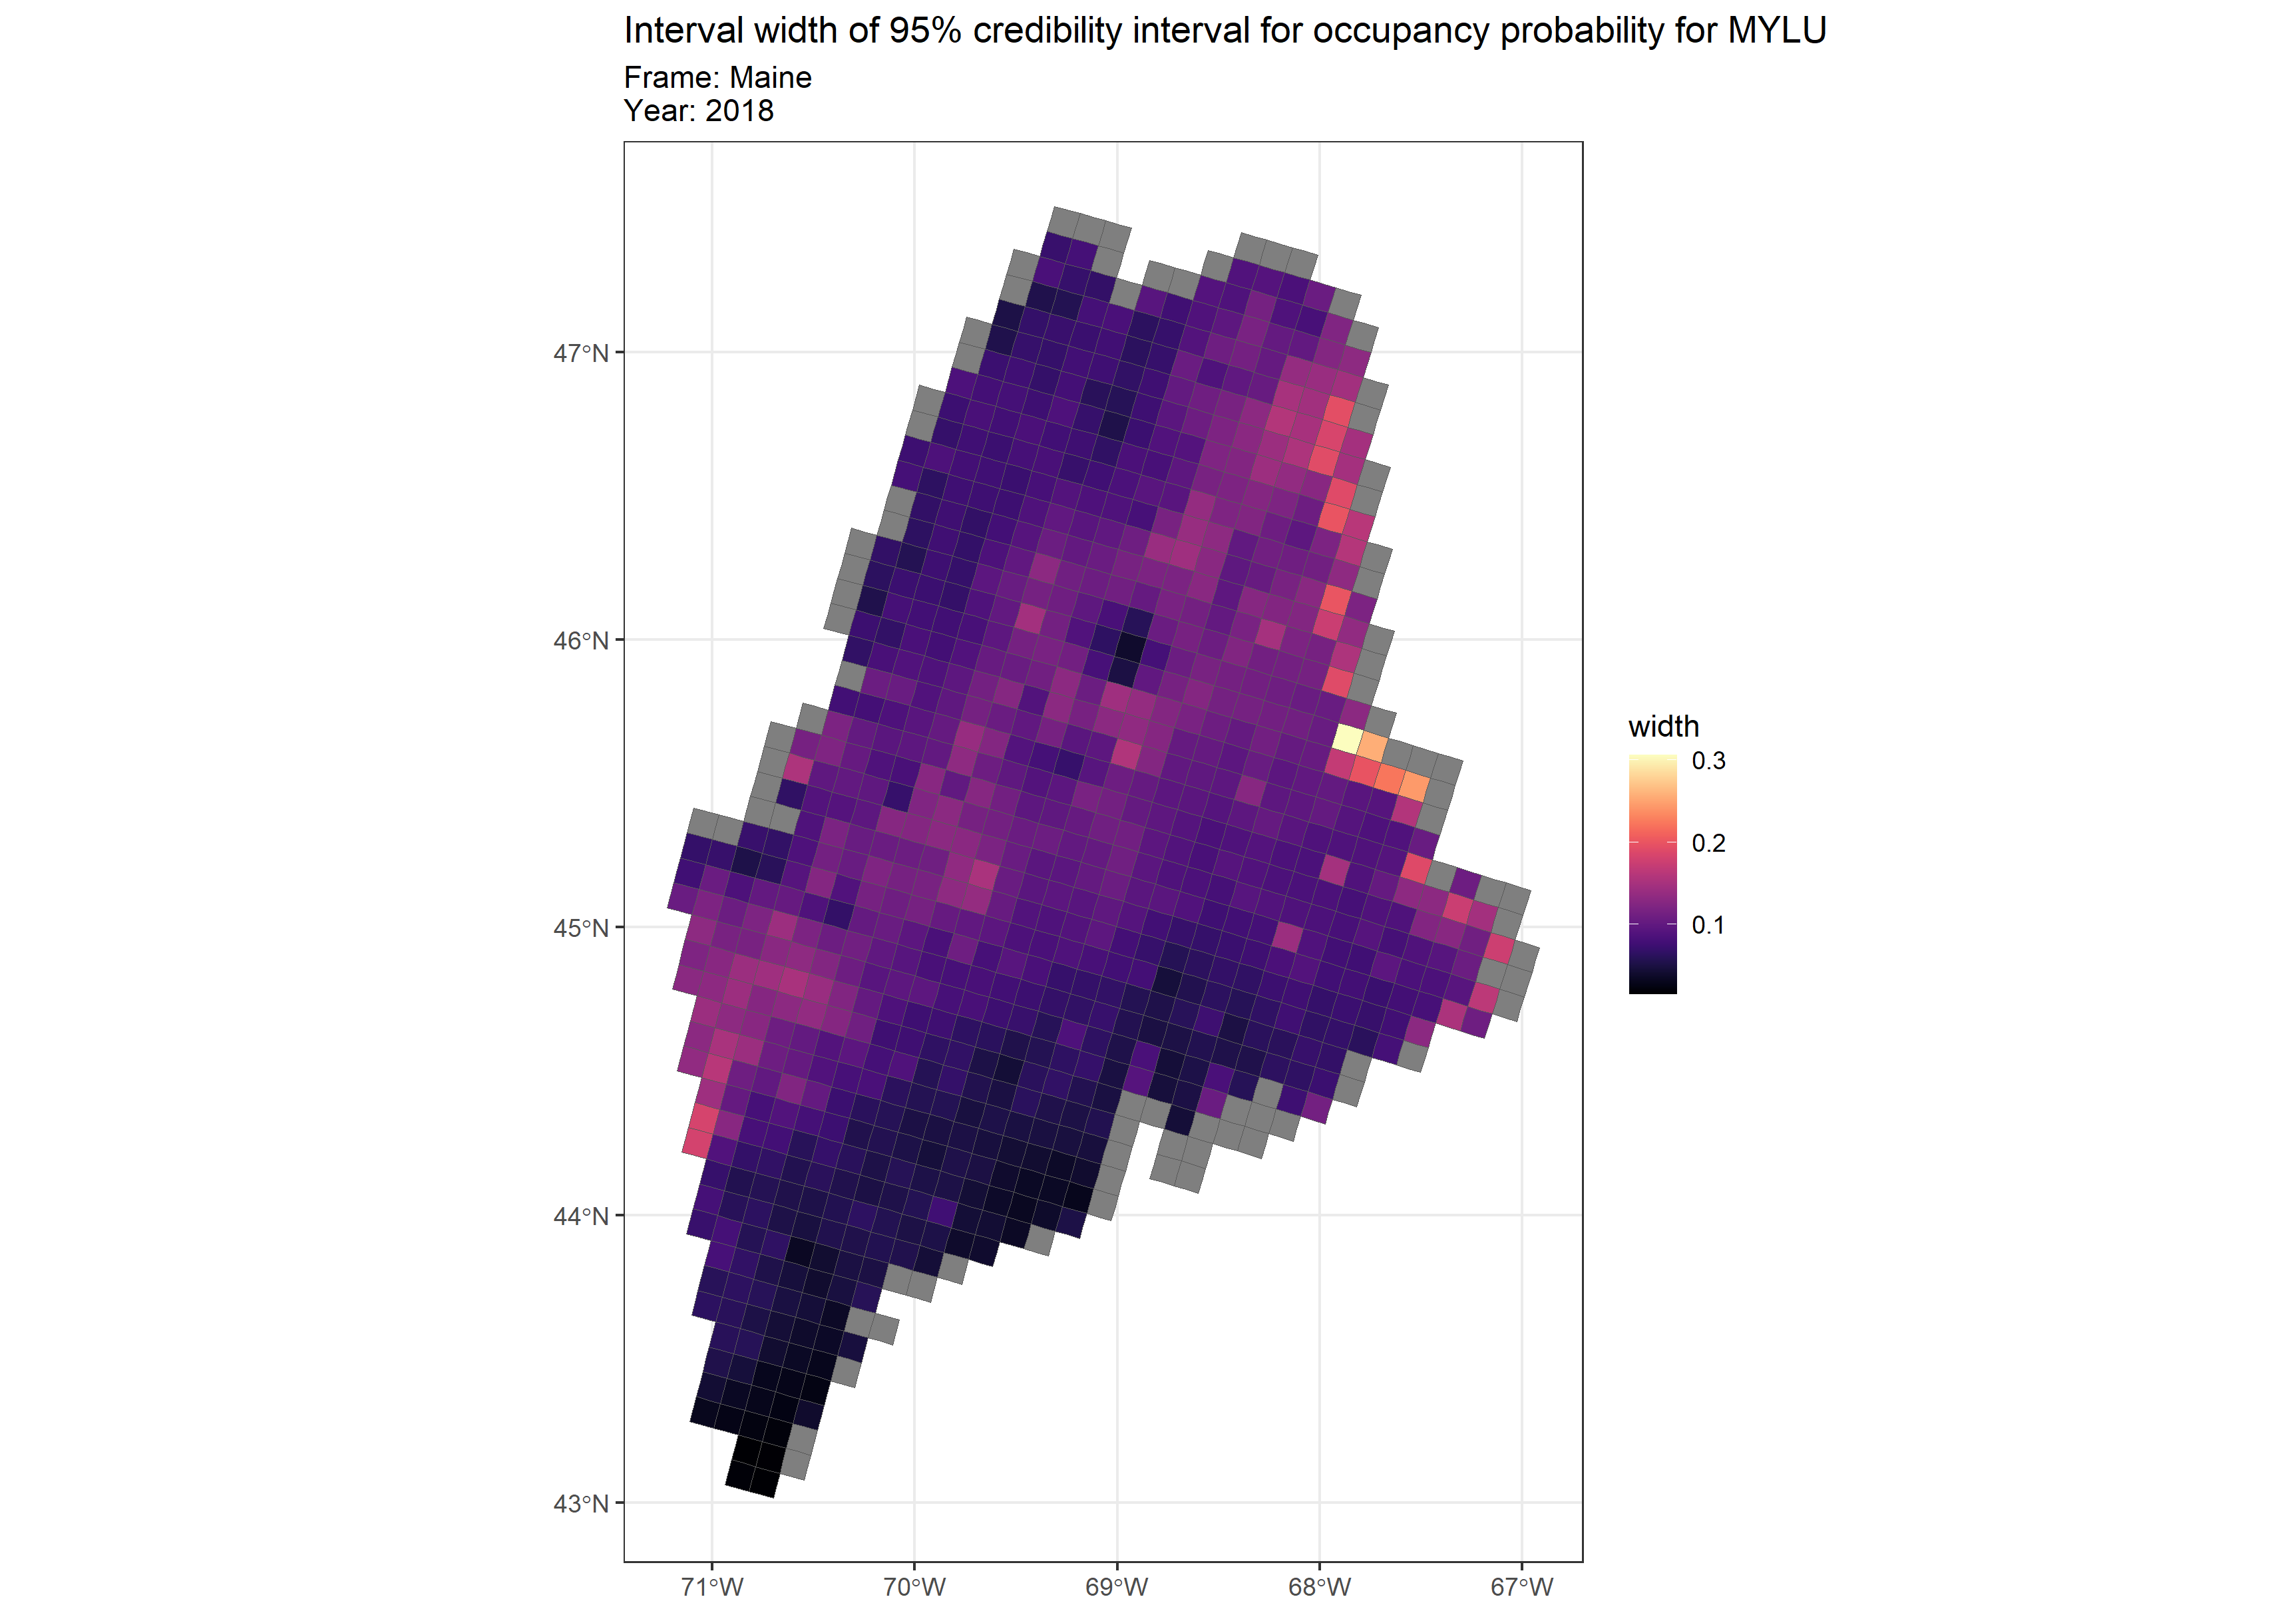 Interval width of 95% credibility interval for occupancy probability for MYLU
Frame: Maine
Year: 2018
47°N
46°N
45°N
44°N
43°N
71°W
70°W
69°W
68°W
67°W
width
0.3
0.2
0.1